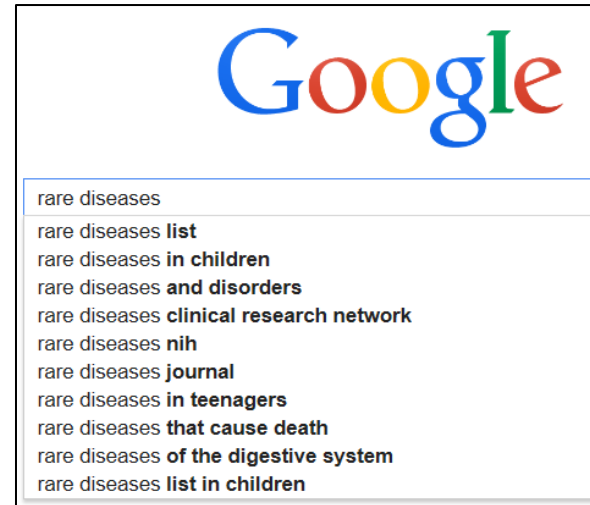 Google
rare diseases
rare diseases list
rare diseases in children
rare diseases and disorders
rare diseases clinical research network
rare diseases nih
rare diseases journal
rare diseases in teenagers
rare diseases that cause death
rare diseases of the digestive system
rare diseases list in children